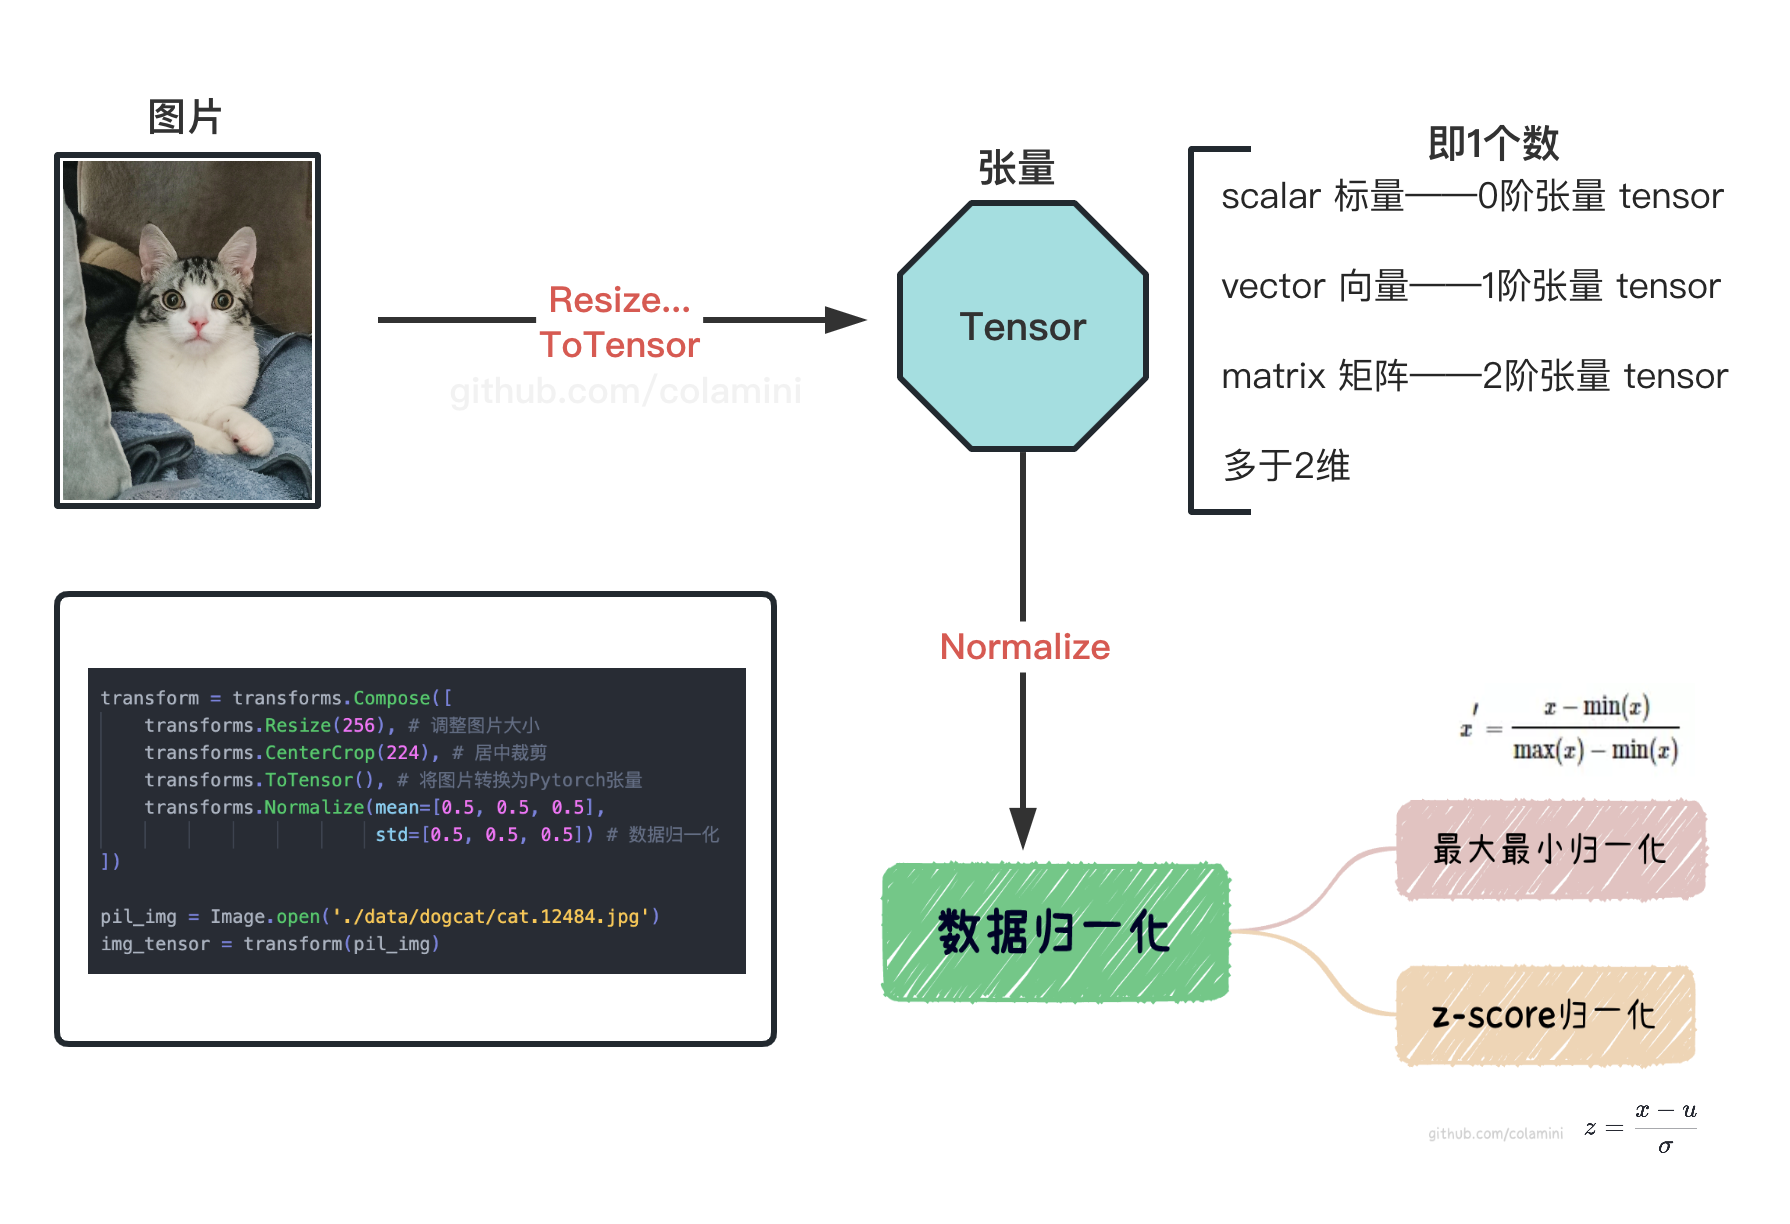 图片
张量
即1个数
scalar 标量——0阶张量 tensor
vector 向量——1阶张量 tensor
matrix 矩阵——2阶张量 tensor
多于2维
Resize...
ToTensor
github.com/colamini
Tensor
Normalize
transform = transforms.Compose([
    transforms.Resize(256), # 调整图片大小
    transforms.CenterCrop(224), # 居中裁剪
    transforms.ToTensor(), # 将图片转换为Pytorch张量
    transforms.Normalize(mean=[0.5, 0.5, 0.5],
                         std=[0.5, 0.5, 0.5]) # 数据归一化
])
pil_img = Image.open('./data/dogcat/cat.12484.jpg')
img_tensor = transform(pil_img)
数据归一化
x′ = (x − min(x)) / (max(x) − min(x))
最大最小归一化
z-score归一化
github.com/colamini
z = (x − u) / σ